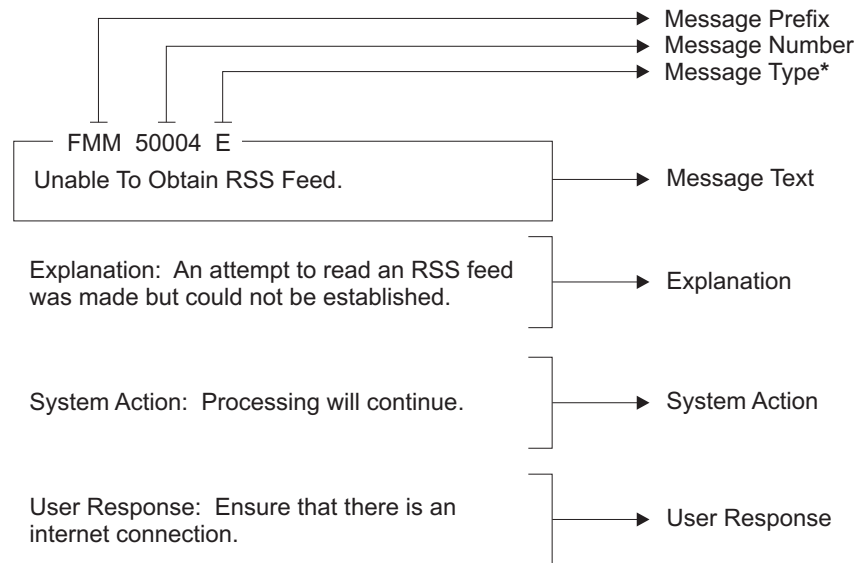 Message Prefix
Message Number
Message Type*
FMM 50004 E
Unable To Obtain RSS Feed.
Message Text
Explanation: An attempt to read an RSS feed
was made but could not be established.
Explanation
System Action: Processing will continue.
System Action
User Response: Ensure that there is an
internet connection.
User Response